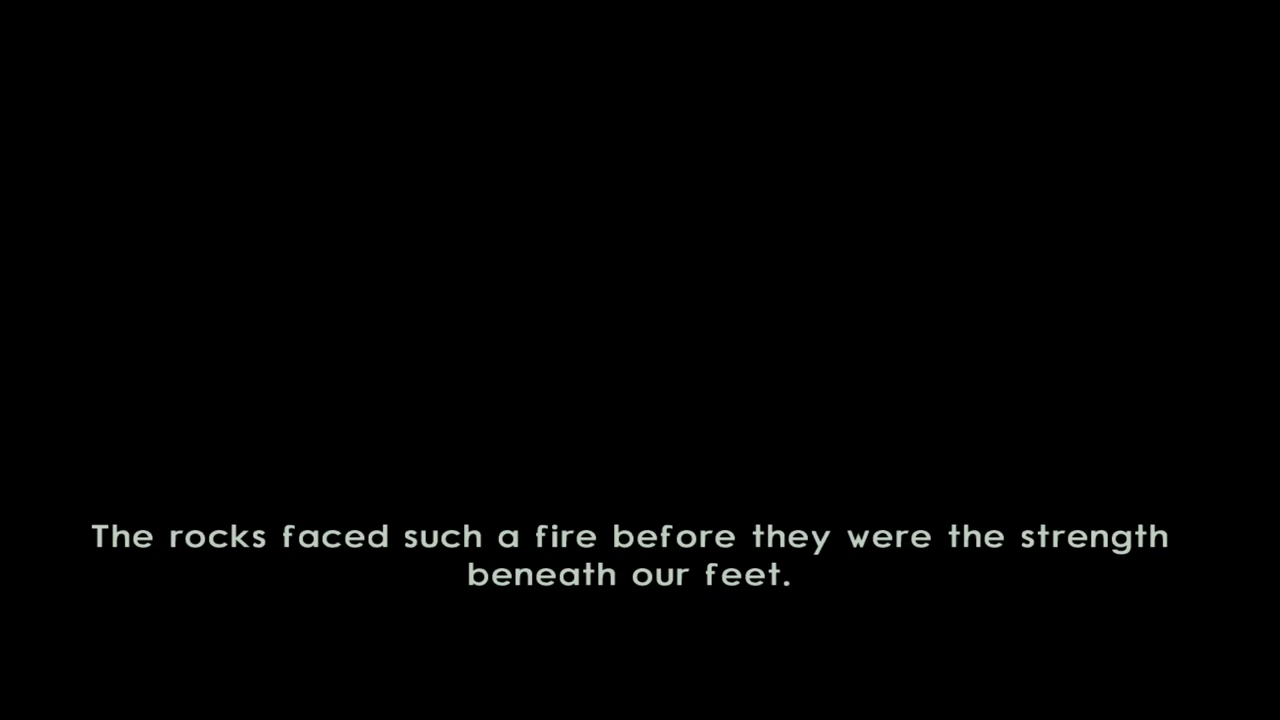 The rocks faced such a fire before they were the strength
beneath our feet.